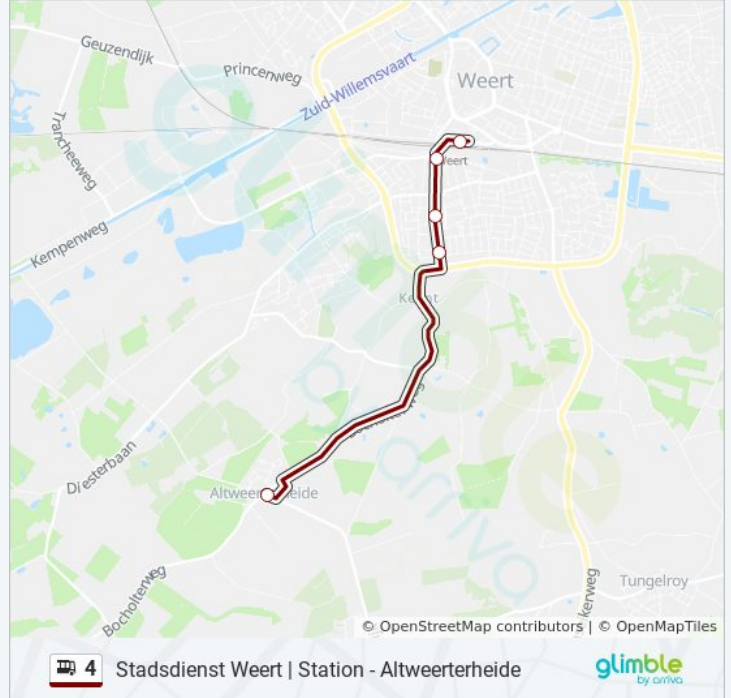 Geuzendijk
Princenweg
Zuid-Willemsvaart
Weert
Trancheeweg
Kempenweg
Diesterbaan
Bocholterweg
Tungelroy
© OpenStreetMap contributors | © OpenMapTiles
4 Stadsdienst Weert | Station - Altweerterheide
glimble
by arriva